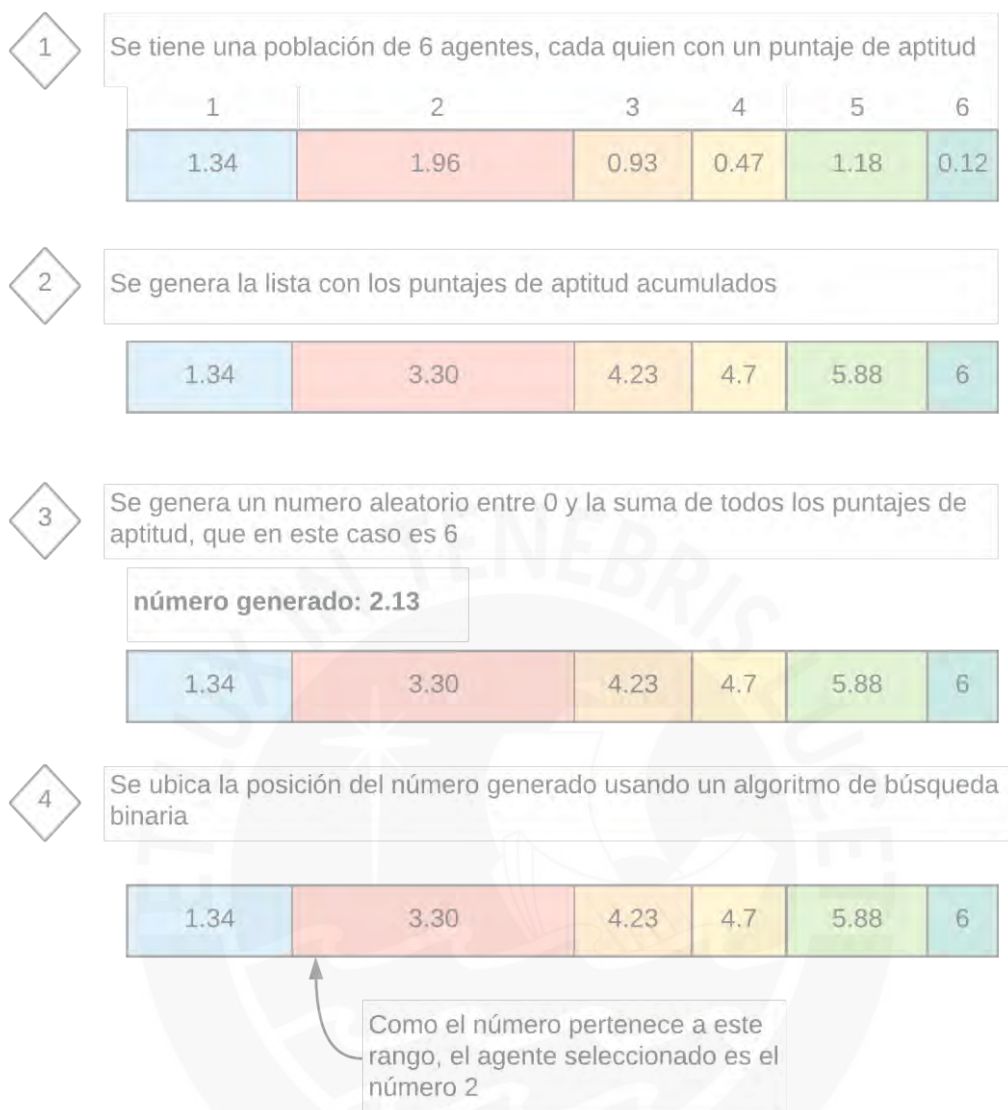 1
Se tiene una población de 6 agentes, cada quien con un puntaje de aptitud
1 2 3 4 5 6
1.34 1.96 0.93 0.47 1.18 0.12
2
Se genera la lista con los puntajes de aptitud acumulados
1.34 3.30 4.23 4.7 5.88 6
3
Se genera un numero aleatorio entre 0 y la suma de todos los puntajes de
aptitud, que en este caso es 6
número generado: 2.13
1.34 3.30 4.23 4.7 5.88 6
4
Se ubica la posición del número generado usando un algoritmo de búsqueda
binaria
1.34 3.30 4.23 4.7 5.88 6
Como el número pertenece a este
rango, el agente seleccionado es el
número 2
ET LUX IN TENEBRIS LUCET